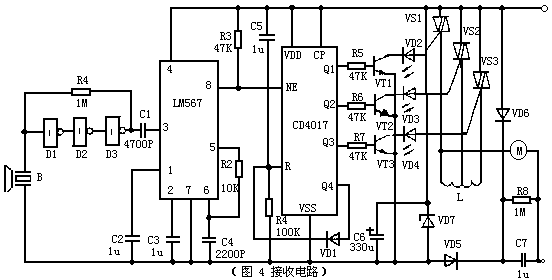 VS1
C5
1u
VS2
R3
47K
VDD
CP
VD2
R5
VS3
4
Q1
47K
VT1
R4
1M
LM567
8
NE
Q2
R6
VD3
VD6
C1
CD4017
47K
VT2
3
4700P
Q3
R7
M
D1
D2
D3
5
47K
VD4
1
R
VT3
L
R2
10K
Q4
R8
1M
B
2
7
6
VSS
R4
100K
C6
330u
VD7
C2
1u
C3
1u
C4
2200P
VD1
VD5
C7
1u
(图 4 接收电路)